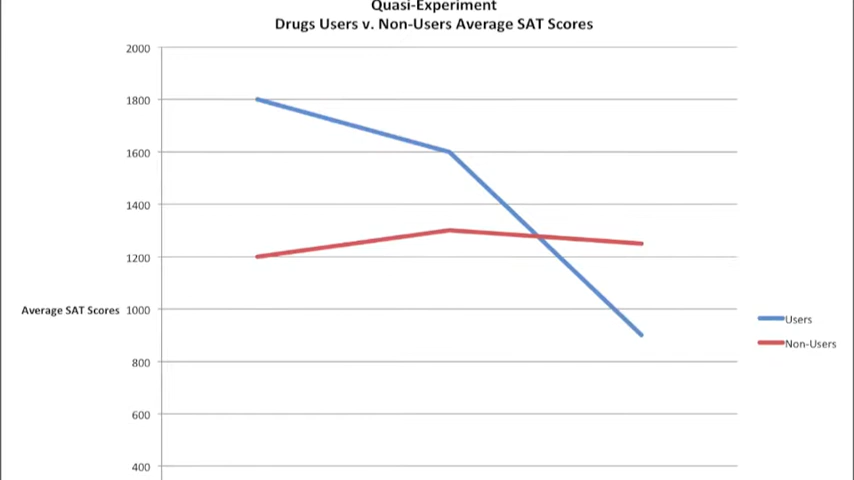 Quasi-Experiment
Drugs Users v. Non-Users Average SAT Scores
2000
1800
1600
1400
1200
Average SAT Scores 1000
800
600
400
Users
Non-Users